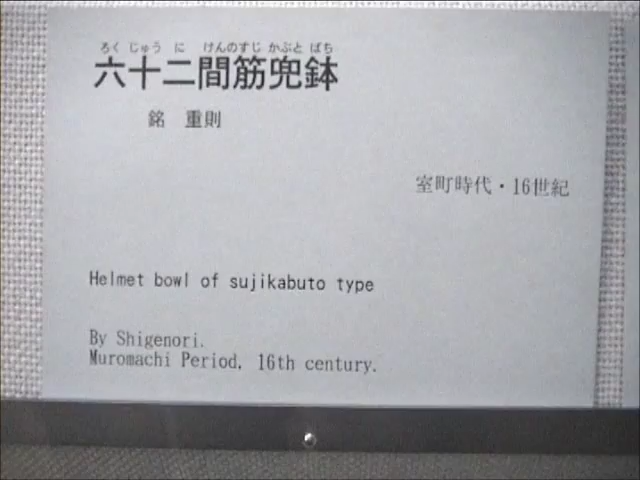 ろくじゅうに けんのすじ かぶと ばち
六十二間筋兜鉢
銘 重則
室町時代・16世紀
Helmet bowl of sujikabuto type
By Shigenori.
Muromachi Period, 16th century.